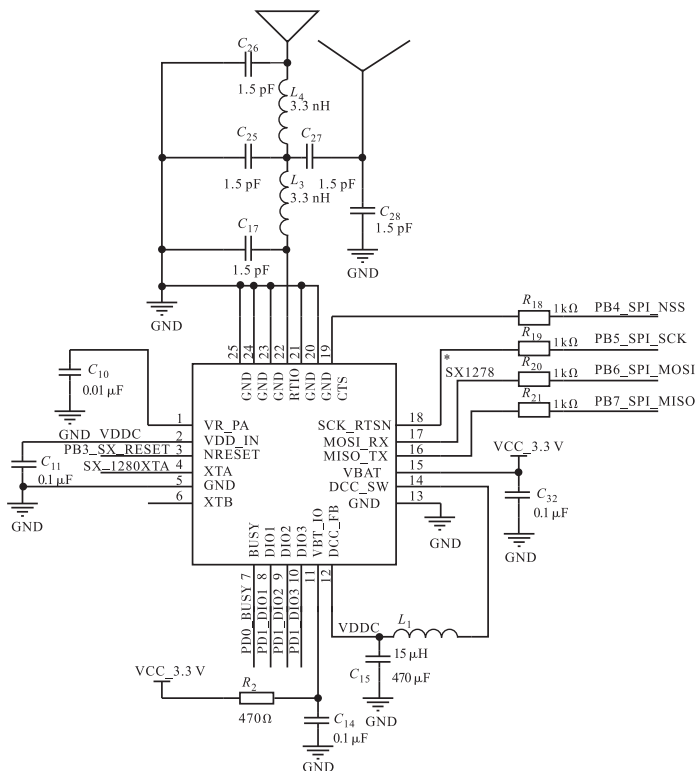 C26
1.5 pF
L4
3.3 nH
C25
C27
1.5 pF
1.5 pF
L3
3.3 nH
C28
1.5 pF
C17
1.5 pF
GND
GND
R18
1kΩ
PB4_SPI_NSS
R19
1kΩ
PB5_SPI_SCK
R20
1kΩ
PB6_SPI_MOSI
R21
1kΩ
PB7_SPI_MISO
25
24
23
22
21
20
19
GND
GND
GND
RTIO
GND
GND
CTS
*
SX1278
C10
0.01 μF
GND
VDDC
PB3_SX_RESET
SX_1280XTA
C11
0.1 μF
GND
1
2
3
4
5
6
VR_PA
VDD_IN
NRESET
XTA
GND
XTB
SCK_RTSN
MOSI_RX
MISO_TX
VBAT
DCC_SW
GND
18
17
16
15
14
13
VCC_3.3 V
C32
0.1 μF
GND
GND
BUSY
DIO1
DIO2
DIO3
VBT_IO
DCC_FB
PD0_BUSY 7
PD1_DIO1 8
PD1_DIO2 9
PD1_DIO3 10
11
12
VDDC
L1
15 μH
C15
470 μF
GND
VCC_3.3 V
R2
470Ω
C14
0.1 μF
GND